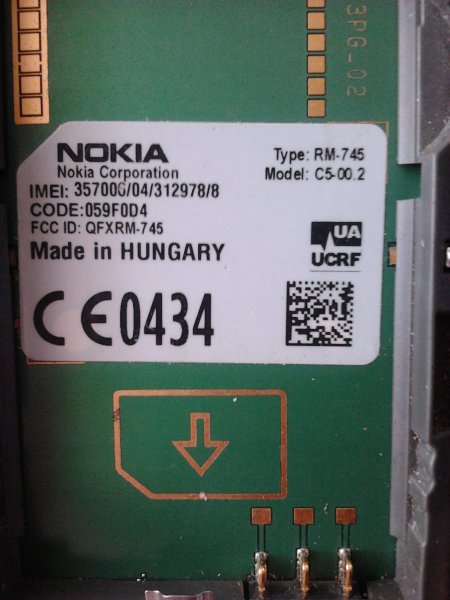 3PG_02
NOKIA
Nokia Corporation
IMEI: 357006/04/312978/8
CODE:059F0D4
FCC ID: QFXRM-745
Made in HUNGARY
CE0434
Type: RM-745
Model: C5-00.2
UA
UCRF